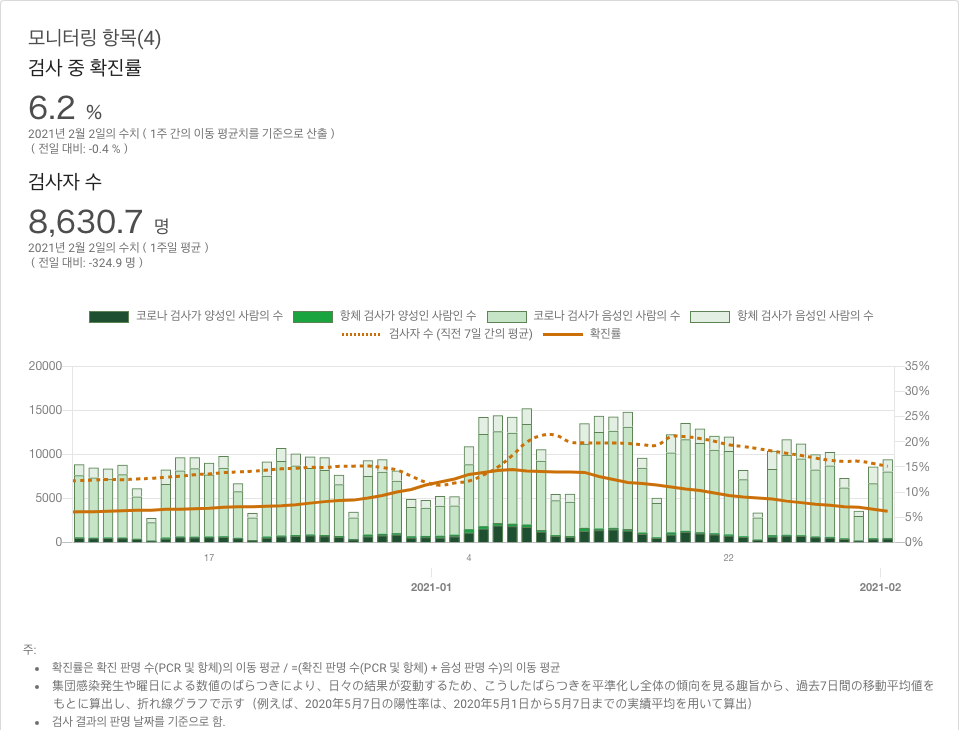 모니터링 항목(4)
검사 중 확진률
6.2 %
2021년 2월 2일의 수치 ( 1주 간의 이동 평균치를 기준으로 산출 )
( 전일 대비: -0.4 % )
검사자 수
8,630.7 명
2021년 2월 2일의 수치 ( 1주일 평균 )
( 전일 대비: -324.9 명 )
코로나 검사가 양성인 사람의 수 항체 검사가 양성인 사람인 수 코로나 검사가 음성인 사람의 수 항체 검사가 음성인 사람의 수
검사자 수 (직전 7일 간의 평균) 확진률
20000 35%
30%
15000 25%
20%
10000 15%
5000 10%
5%
0 0%
17 4 22
2021-01 2021-02
주:
• 확진률은 확진 판명 수(PCR 및 항체)의 이동 평균 / =(확진 판명 수(PCR 및 항체) + 음성 판명 수)의 이동 평균
• 集団感染発生や曜日による数値のばらつきにより、日々の結果が変動するため、こうしたばらつきを平準化し全体の傾向を見る趣旨から、過去7日間の移動平均値を
もとに算出し、折れ線グラフで示す（例えば、2020年5月7日の陽性率は、2020年5月1日から5月7日までの実績平均を用いて算出）
• 검사 결과의 판명 날짜를 기준으로 함.